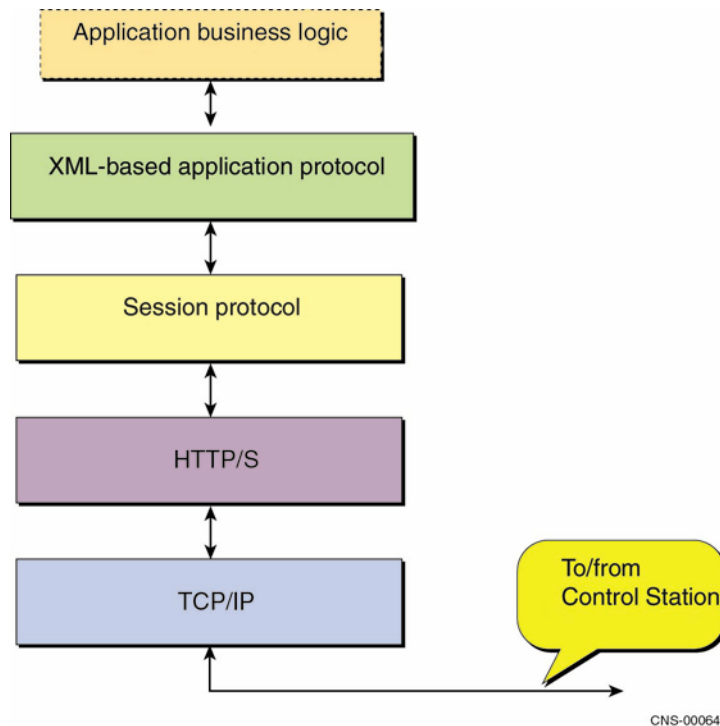 Application business logic
XML-based application protocol
Session protocol
HTTP/S
TCP/IP
To/from
Control Station
CNS-00064